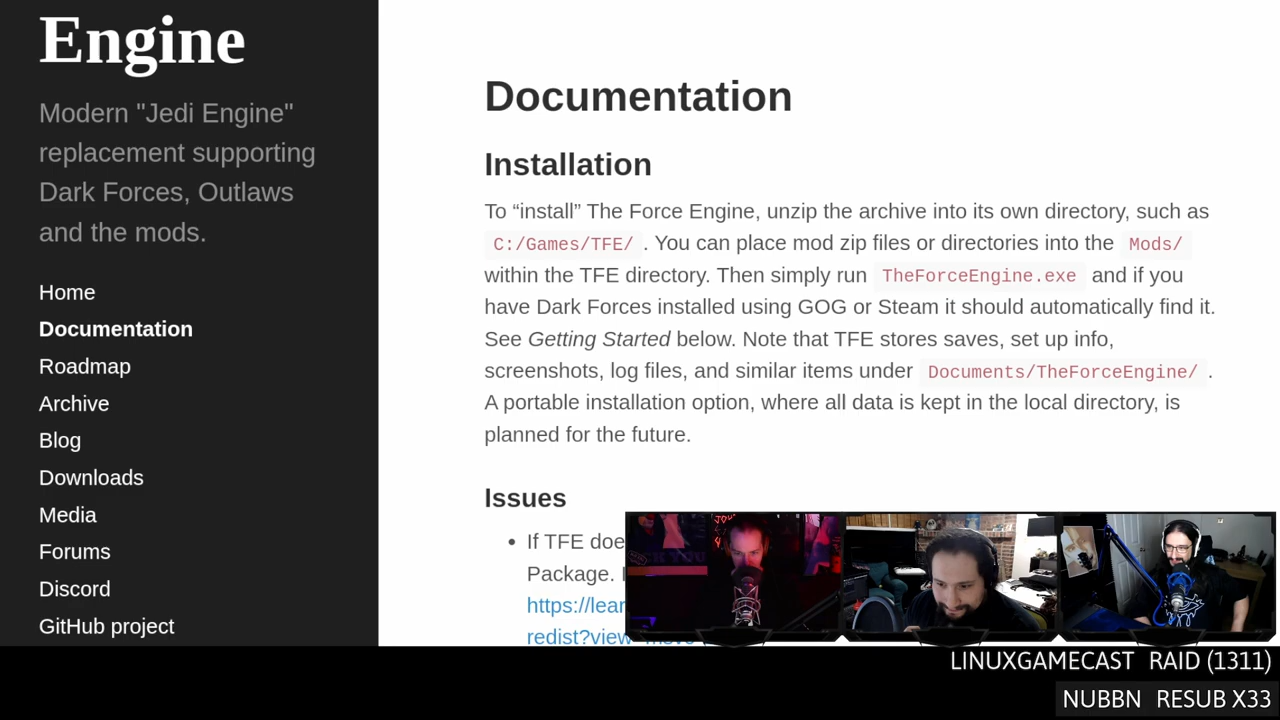 Engine
Modern "Jedi Engine"
replacement supporting
Dark Forces, Outlaws
and the mods.
Home
Documentation
Roadmap
Archive
Blog
Downloads
Media
Forums
Discord
GitHub project
Documentation
Installation
To “install” The Force Engine, unzip the archive into its own directory, such as
C:/Games/TFE/ . You can place mod zip files or directories into the Mods/
within the TFE directory. Then simply run TheForceEngine.exe and if you
have Dark Forces installed using GOG or Steam it should automatically find it.
See Getting Started below. Note that TFE stores saves, set up info,
screenshots, log files, and similar items under Documents/TheForceEngine/ .
A portable installation option, where all data is kept in the local directory, is
planned for the future.
Issues
• If TFE doe
Package.
https://lear
redist?view
LINUXGAMECAST RAID (1311)
NUBBN RESUB X33